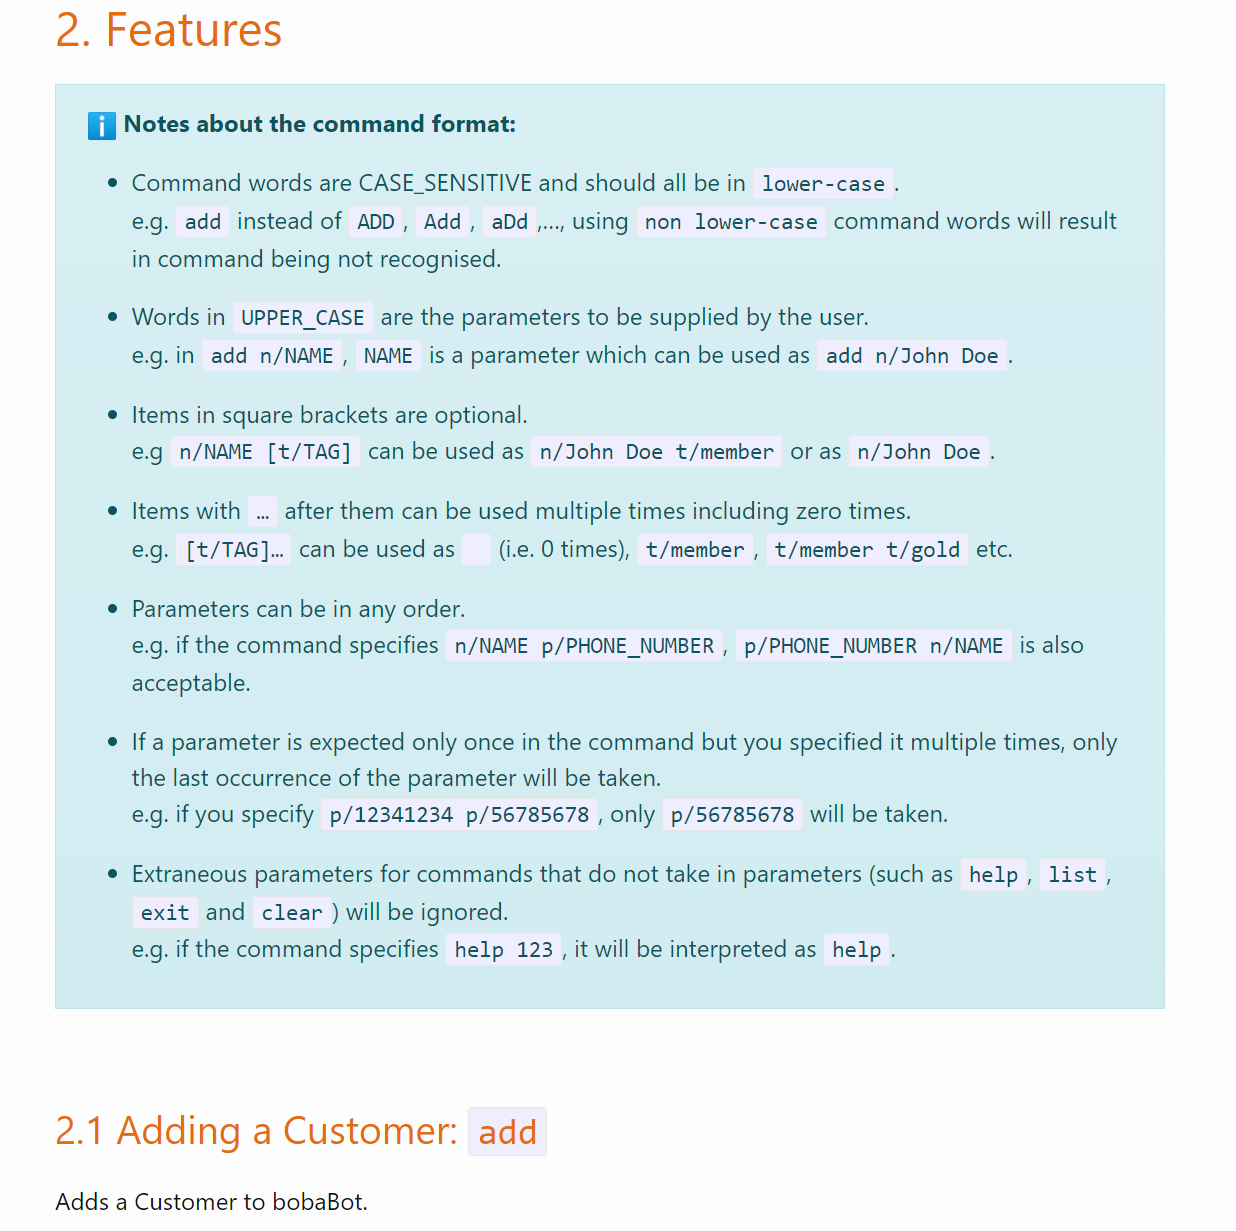 2. Features
Notes about the command format:
Command words are CASE_SENSITIVE and should all be in lower-case .
e.g. add instead of ADD , Add , aDd ,…, using non lower-case command words will result
in command being not recognised.
Words in UPPER_CASE are the parameters to be supplied by the user.
e.g. in add n/NAME , NAME is a parameter which can be used as add n/John Doe .
Items in square brackets are optional.
e.g n/NAME [t/TAG] can be used as n/John Doe t/member or as n/John Doe .
Items with … after them can be used multiple times including zero times.
e.g. [t/TAG]… can be used as (i.e. 0 times), t/member , t/member t/gold etc.
Parameters can be in any order.
e.g. if the command specifies n/NAME p/PHONE_NUMBER , p/PHONE_NUMBER n/NAME is also
acceptable.
If a parameter is expected only once in the command but you specified it multiple times, only
the last occurrence of the parameter will be taken.
e.g. if you specify p/12341234 p/56785678 , only p/56785678 will be taken.
Extraneous parameters for commands that do not take in parameters (such as help , list ,
exit and clear ) will be ignored.
e.g. if the command specifies help 123 , it will be interpreted as help .
2.1 Adding a Customer: add
Adds a Customer to bobaBot.